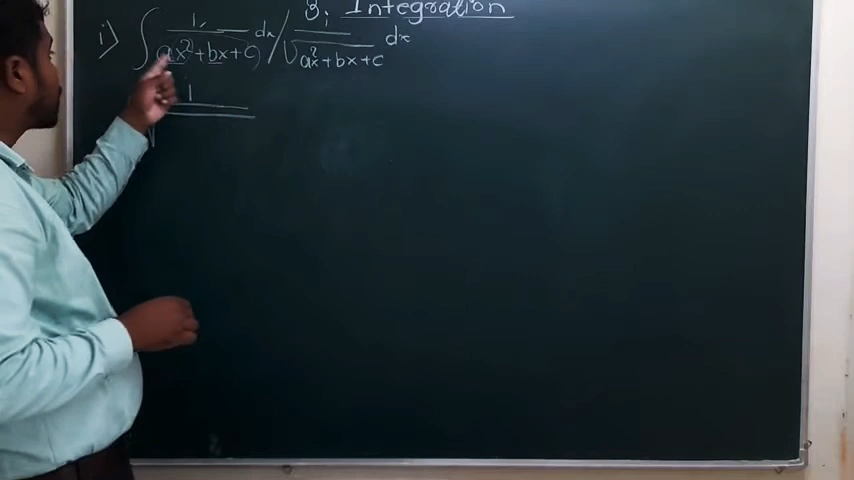 3. Integration
i) ∫ 1/(ax²+bx+c) dx / 1/√(ax²+bx+c) dx
1